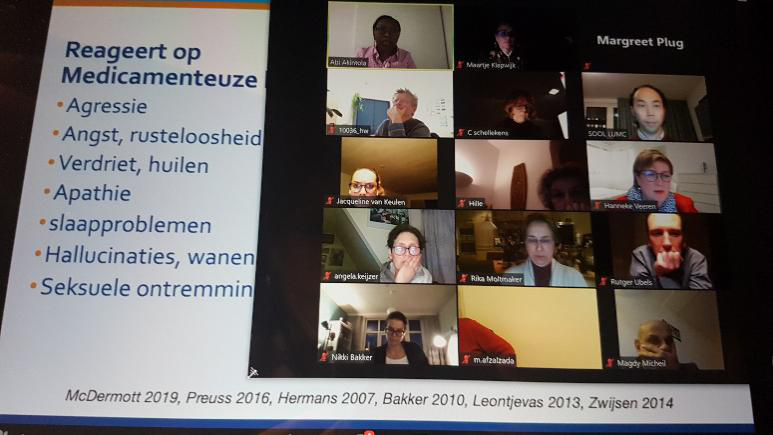 Reageert op
Medicamenteuze
• Agressie
• Angst, rusteloosheid
• Verdriet, huilen
• Apathie
• slaapproblemen
• Hallucinaties, wanen
• Seksuele ontremmin
Abi Akintola
Maartje Klepwijk
Margreet Plug
10036_hw
C schellekens
SOOL LUMC
Jacqueline van Keulen
Hille
Hanneke Veeren
angela.keijzer
Rika Moltmaker
Rutger Ubels
Nikki Bakker
m.afzalzada
Magdy Micheil
McDermott 2019, Preuss 2016, Hermans 2007, Bakker 2010, Leontjevas 2013, Zwijsen 2014